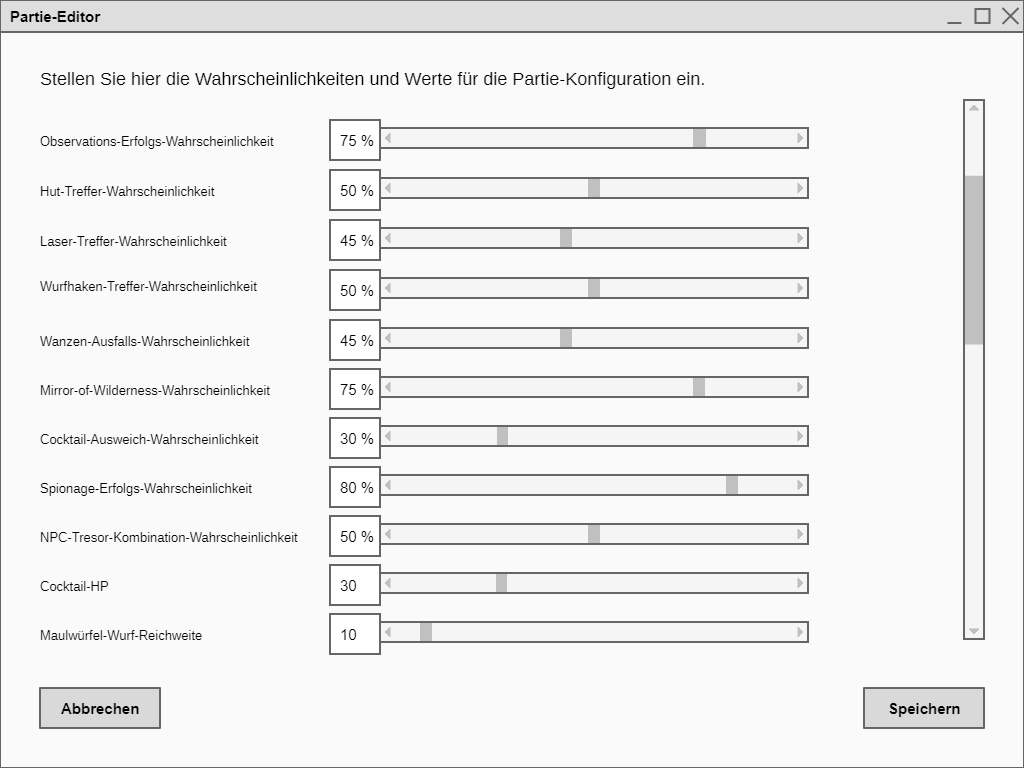 Partie-Editor
Stellen Sie hier die Wahrscheinlichkeiten und Werte für die Partie-Konfiguration ein.
Observations-Erfolgs-Wahrscheinlichkeit 75 %
Hut-Treffer-Wahrscheinlichkeit 50 %
Laser-Treffer-Wahrscheinlichkeit 45 %
Wurfhaken-Treffer-Wahrscheinlichkeit 50 %
Wanzen-Ausfalls-Wahrscheinlichkeit 45 %
Mirror-of-Wilderness-Wahrscheinlichkeit 75 %
Cocktail-Ausweich-Wahrscheinlichkeit 30 %
Spionage-Erfolgs-Wahrscheinlichkeit 80 %
NPC-Tresor-Kombination-Wahrscheinlichkeit 50 %
Cocktail-HP 30
Maulwürfel-Wurf-Reichweite 10
Abbrechen Speichern